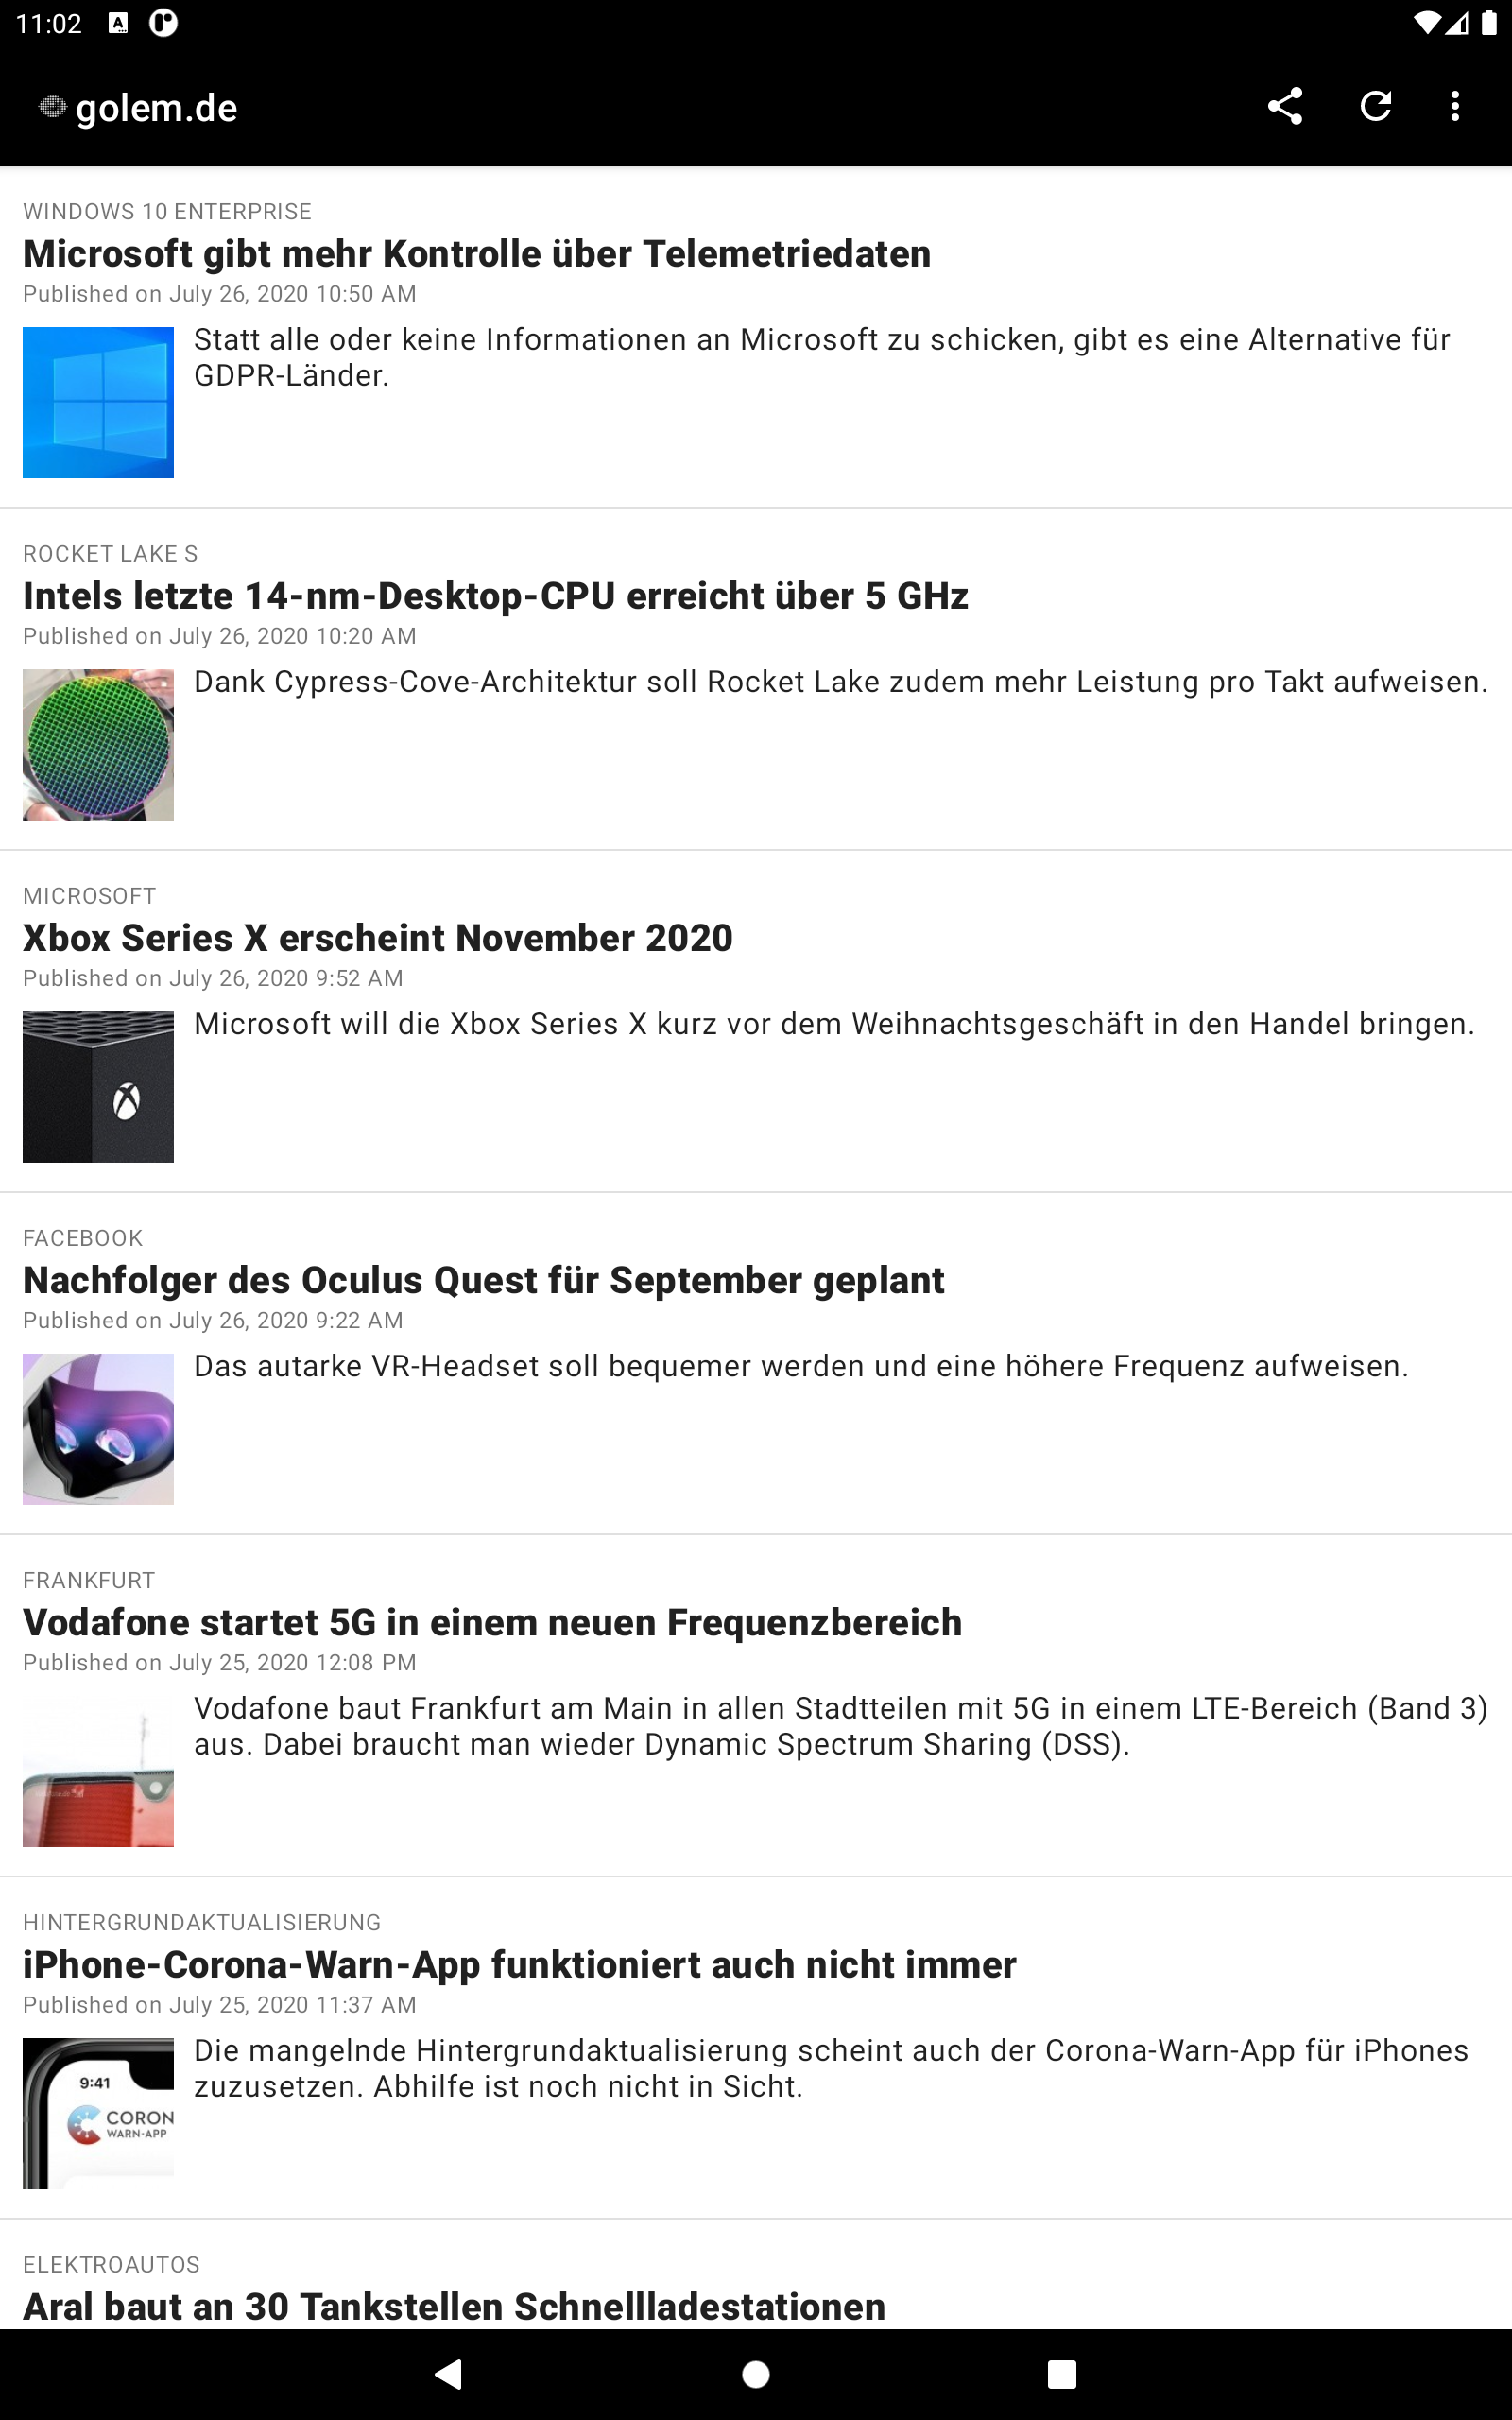 11:02
golem.de
WINDOWS 10 ENTERPRISE
Microsoft gibt mehr Kontrolle über Telemetriedaten
Published on July 26, 2020 10:50 AM
Statt alle oder keine Informationen an Microsoft zu schicken, gibt es eine Alternative für
GDPR-Länder.
ROCKET LAKE S
Intels letzte 14-nm-Desktop-CPU erreicht über 5 GHz
Published on July 26, 2020 10:20 AM
Dank Cypress-Cove-Architektur soll Rocket Lake zudem mehr Leistung pro Takt aufweisen.
MICROSOFT
Xbox Series X erscheint November 2020
Published on July 26, 2020 9:52 AM
Microsoft will die Xbox Series X kurz vor dem Weihnachtsgeschäft in den Handel bringen.
FACEBOOK
Nachfolger des Oculus Quest für September geplant
Published on July 26, 2020 9:22 AM
Das autarke VR-Headset soll bequemer werden und eine höhere Frequenz aufweisen.
FRANKFURT
Vodafone startet 5G in einem neuen Frequenzbereich
Published on July 25, 2020 12:08 PM
Vodafone baut Frankfurt am Main in allen Stadtteilen mit 5G in einem LTE-Bereich (Band 3)
aus. Dabei braucht man wieder Dynamic Spectrum Sharing (DSS).
HINTERGRUNDAKTUALISIERUNG
iPhone-Corona-Warn-App funktioniert auch nicht immer
Published on July 25, 2020 11:37 AM
Die mangelnde Hintergrundaktualisierung scheint auch der Corona-Warn-App für iPhones
zuzusetzen. Abhilfe ist noch nicht in Sicht.
9:41
CORON
WARN-APP
ELEKTROAUTOS
Aral baut an 30 Tankstellen Schnellladestationen